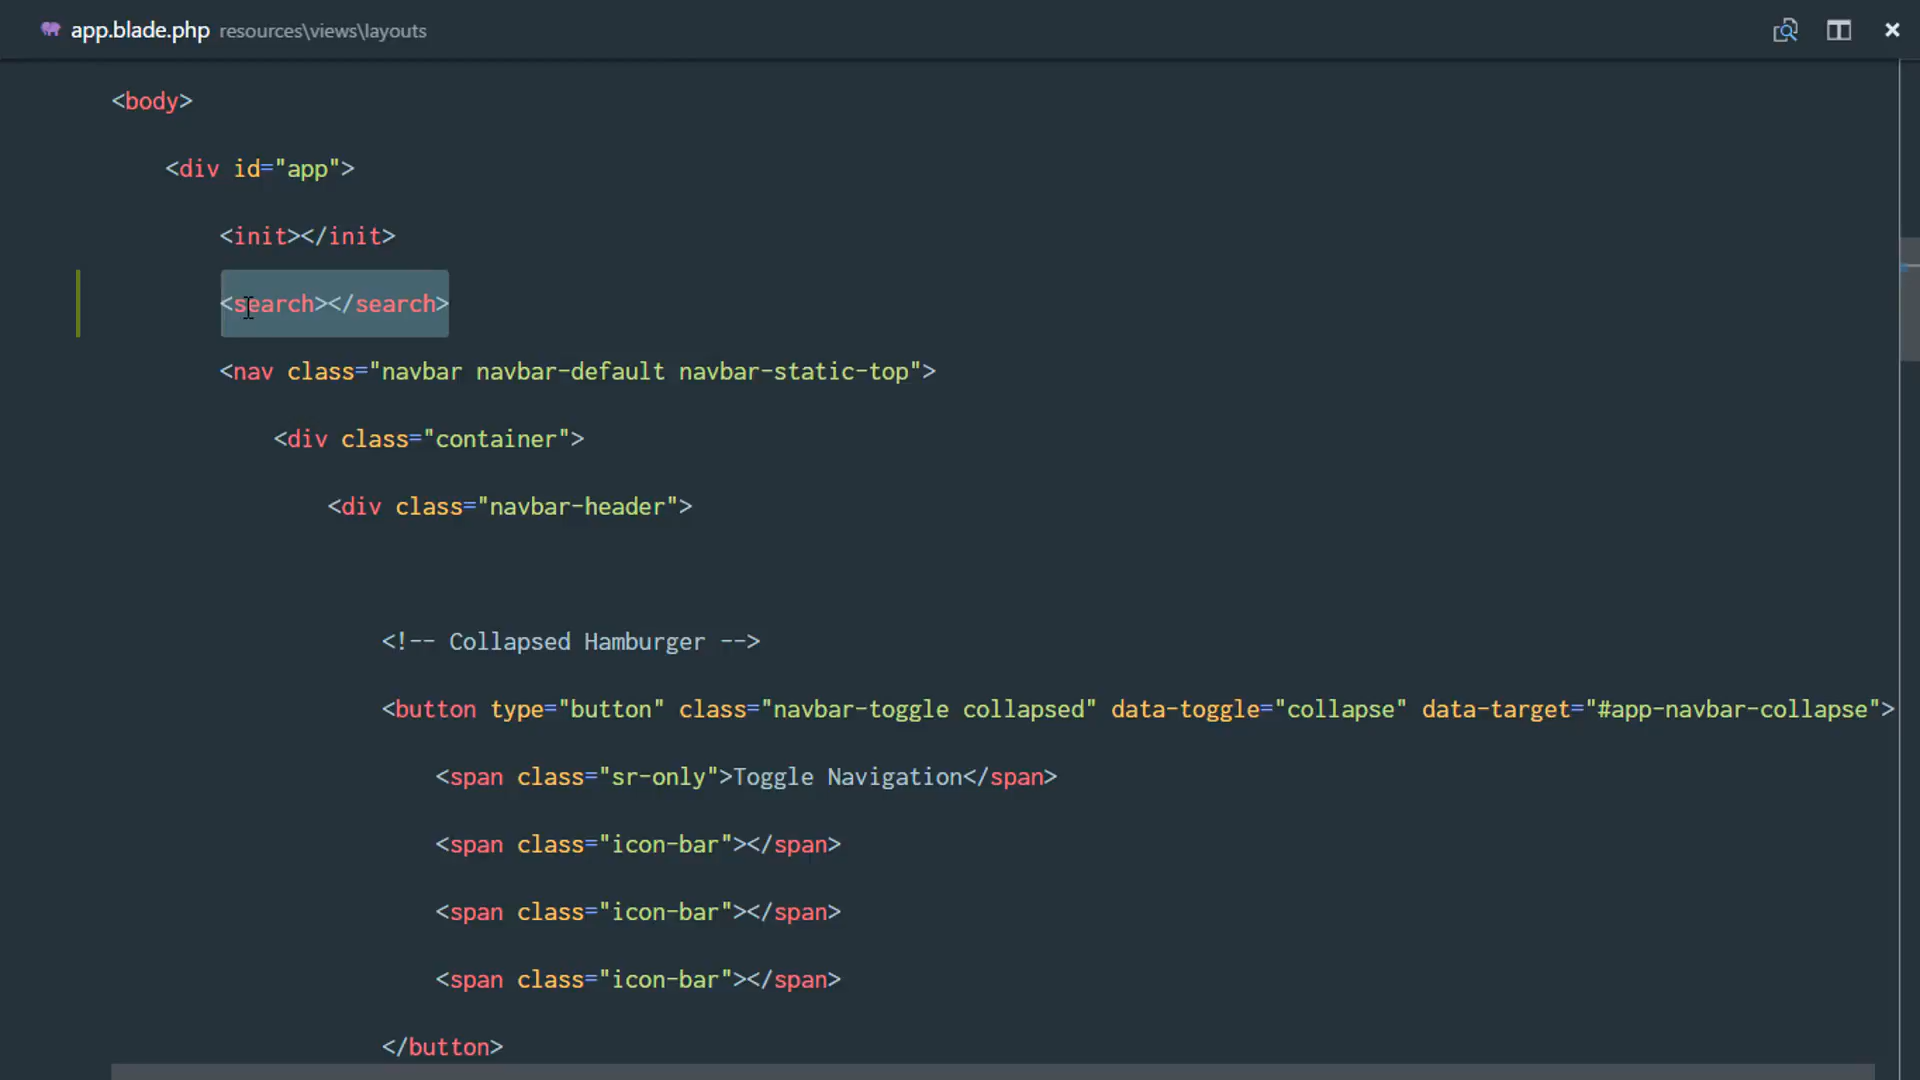 app.blade.php resources\views\layouts
<body>
<div id="app">
<init></init>
<search></search>
<nav class="navbar navbar-default navbar-static-top">
<div class="container">
<div class="navbar-header">
<!-- Collapsed Hamburger -->
<button type="button" class="navbar-toggle collapsed" data-toggle="collapse" data-target="#app-navbar-collapse">
<span class="sr-only">Toggle Navigation</span>
<span class="icon-bar"></span>
<span class="icon-bar"></span>
<span class="icon-bar"></span>
</button>